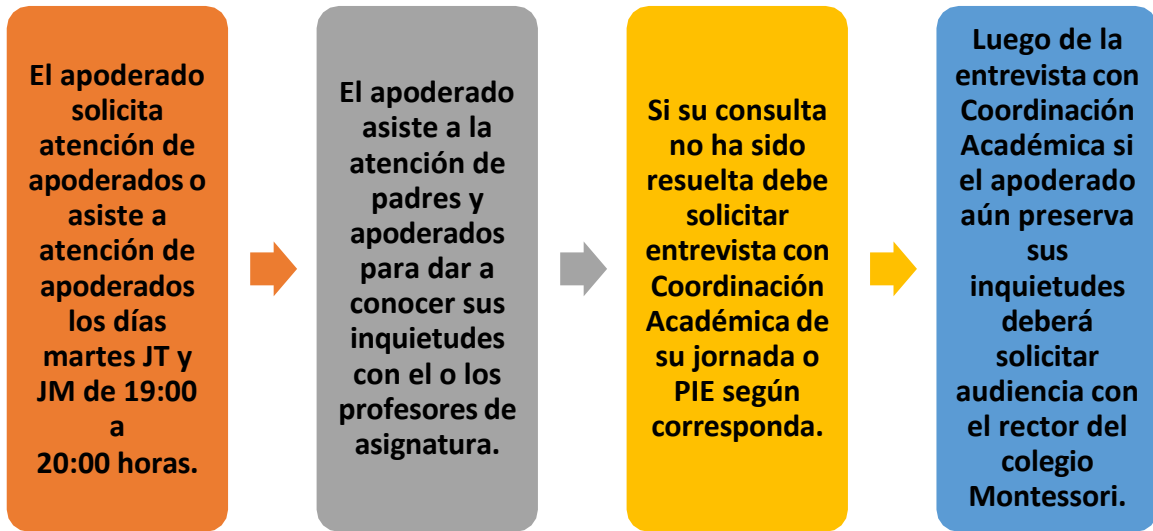 El apoderado
solicita
atención de
apoderados o
asiste a
atención de
apoderados
los días
martes JT y
JM de 19:00
a
20:00 horas.
El apoderado
asiste a la
atención de
padres y
apoderados
para dar a
conocer sus
inquietudes
con el o los
profesores de
asignatura.
Si su consulta
no ha sido
resuelta debe
solicitar
entrevista con
Coordinación
Académica de
su jornada o
PIE según
corresponda.
Luego de la
entrevista con
Coordinación
Académica si
el apoderado
aún preserva
sus
inquietudes
deberá
solicitar
audiencia con
el rector del
colegio
Montessori.